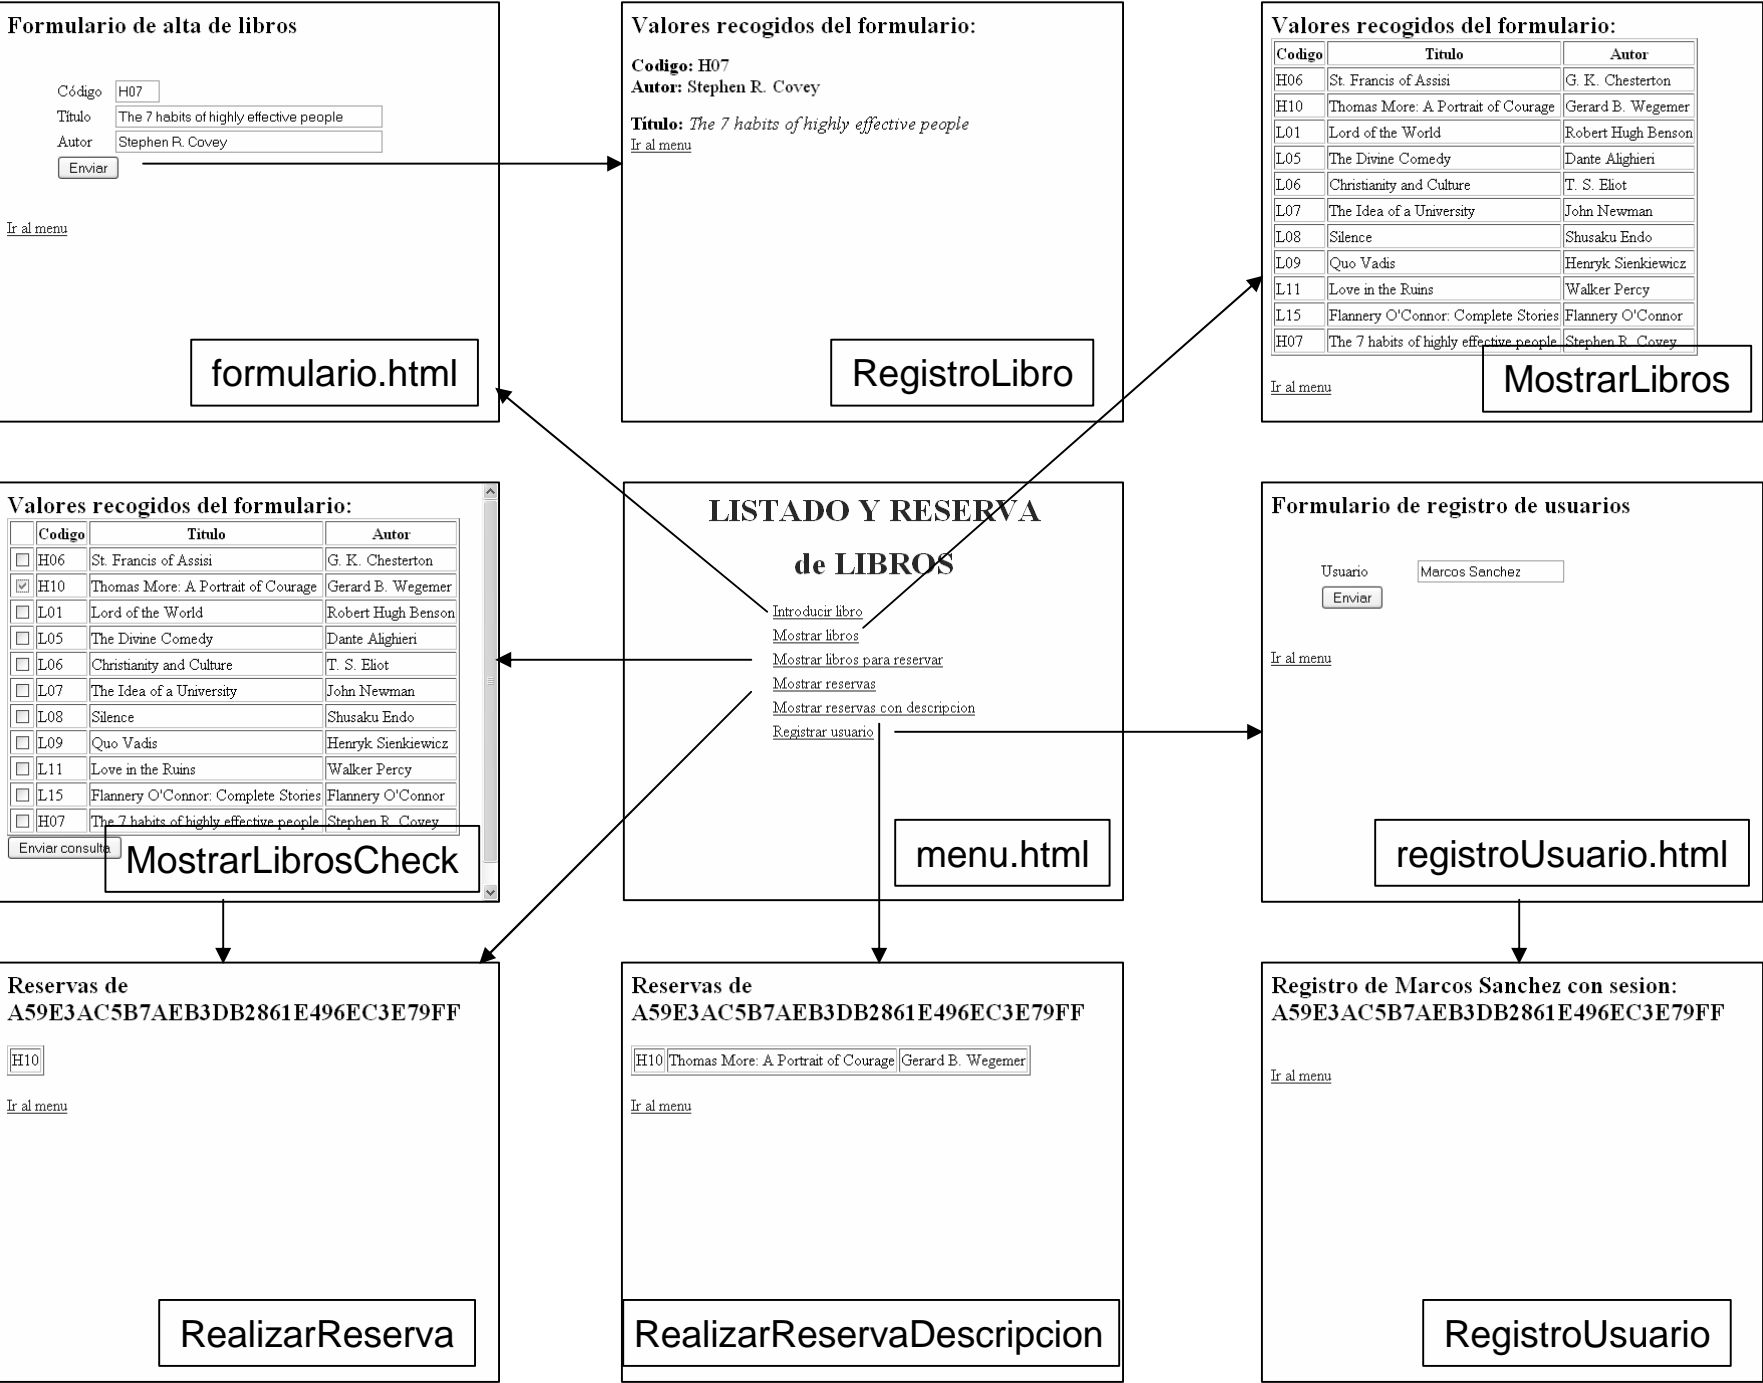 Formulario de alta de libros
Código H07
Título The 7 habits of highly effective people
Autor Stephen R. Covey
Enviar
Ir al menu
formulario.html
Valores recogidos del formulario:
Codigo: H07
Autor: Stephen R. Covey
Título: The 7 habits of highly effective people
Ir al menu
RegistroLibro
Valores recogidos del formulario:
Codigo Titulo Autor
H06 St. Francis of Assisi G. K. Chesterton
H10 Thomas More: A Portrait of Courage Gerard B. Wegemer
L01 Lord of the World Robert Hugh Benson
L05 The Divine Comedy Dante Alighieri
L06 Christianity and Culture T. S. Eliot
L07 The Idea of a University John Newman
L08 Silence Shusaku Endo
L09 Quo Vadis Henryk Sienkiewicz
L11 Love in the Ruins Walker Percy
L15 Flannery O'Connor: Complete Stories Flannery O'Connor
H07 The 7 habits of highly effective people Stephen R. Covey
Ir al menu
MostrarLibros
Valores recogidos del formulario:
Codigo Titulo Autor
H06 St. Francis of Assisi G. K. Chesterton
H10 Thomas More: A Portrait of Courage Gerard B. Wegemer
L01 Lord of the World Robert Hugh Benson
L05 The Divine Comedy Dante Alighieri
L06 Christianity and Culture T. S. Eliot
L07 The Idea of a University John Newman
L08 Silence Shusaku Endo
L09 Quo Vadis Henryk Sienkiewicz
L11 Love in the Ruins Walker Percy
L15 Flannery O'Connor: Complete Stories Flannery O'Connor
H07 The 7 habits of highly effective people Stephen R. Covey
Enviar consulta
MostrarLibrosCheck
LISTADO Y RESERVA
de LIBROS
Introducir libro
Mostrar libros
Mostrar libros para reservar
Mostrar reservas
Mostrar reservas con descripcion
Registrar usuario
menu.html
Formulario de registro de usuarios
Usuario Marcos Sanchez
Enviar
Ir al menu
registroUsuario.html
Reservas de
A59E3AC5B7AEB3DB2861E496EC3E79FF
H10
Ir al menu
RealizarReserva
Reservas de
A59E3AC5B7AEB3DB2861E496EC3E79FF
H10 Thomas More: A Portrait of Courage Gerard B. Wegemer
Ir al menu
RealizarReservaDescripcion
Registro de Marcos Sanchez con sesion:
A59E3AC5B7AEB3DB2861E496EC3E79FF
Ir al menu
RegistroUsuario